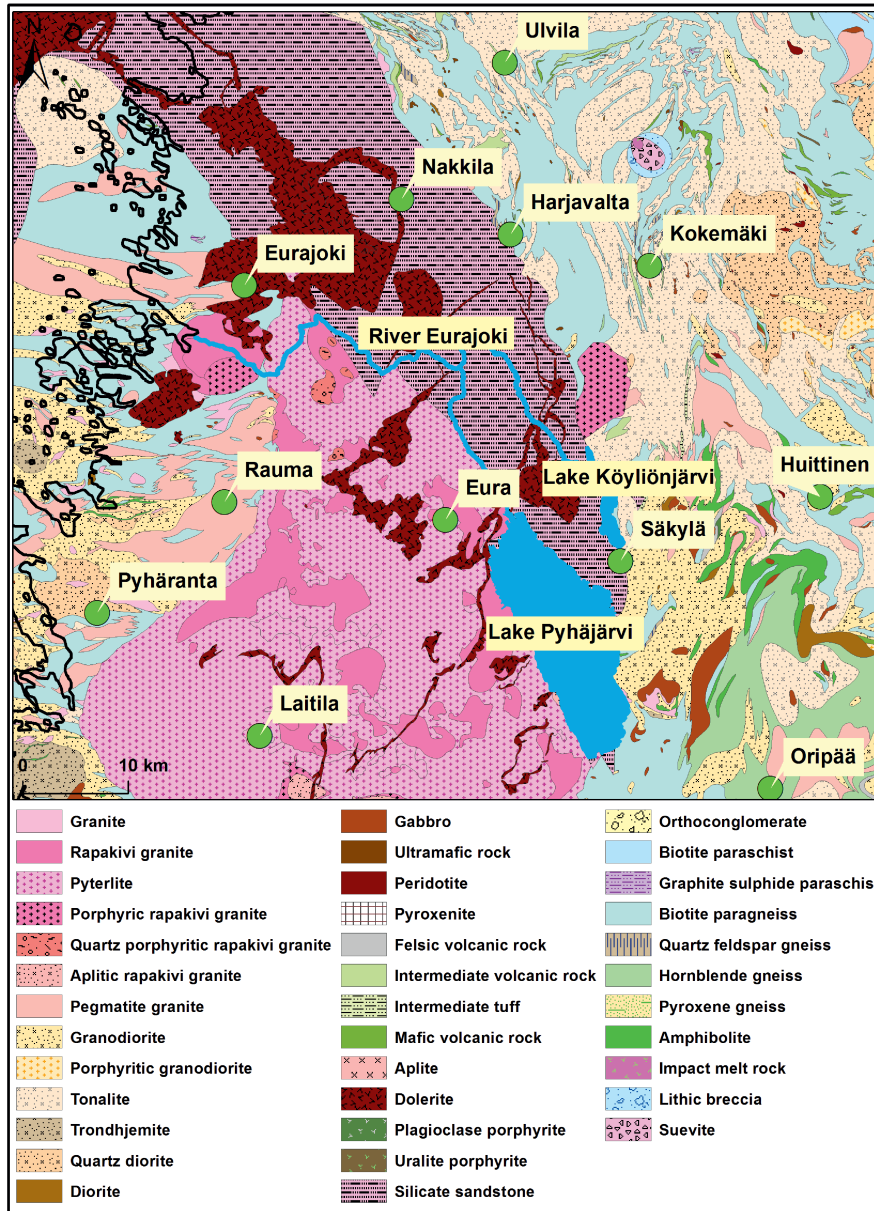 N
Ulvila
Nakkila
Harjavalta
Kokemäki
Eurajoki
River Eurajoki
Rauma
Eura
Lake Köyliönjärvi
Huittinen
Säkylä
Pyhäranta
Lake Pyhäjärvi
Laitila
Oripää
0 10 km
Granite
Rapakivi granite
Pyterlite
Porphyric rapakivi granite
Quartz porphyritic rapakivi granite
Aplitic rapakivi granite
Pegmatite granite
Granodiorite
Porphyritic granodiorite
Tonalite
Trondhjemite
Quartz diorite
Diorite
Gabbro
Ultramafic rock
Peridotite
Pyroxenite
Felsic volcanic rock
Intermediate volcanic rock
Intermediate tuff
Mafic volcanic rock
Aplite
Dolerite
Plagioclase porphyrite
Uralite porphyrite
Silicate sandstone
Orthoconglomerate
Biotite paraschist
Graphite sulphide paraschis
Biotite paragneiss
Quartz feldspar gneiss
Hornblende gneiss
Pyroxene gneiss
Amphibolite
Impact melt rock
Lithic breccia
Suevite